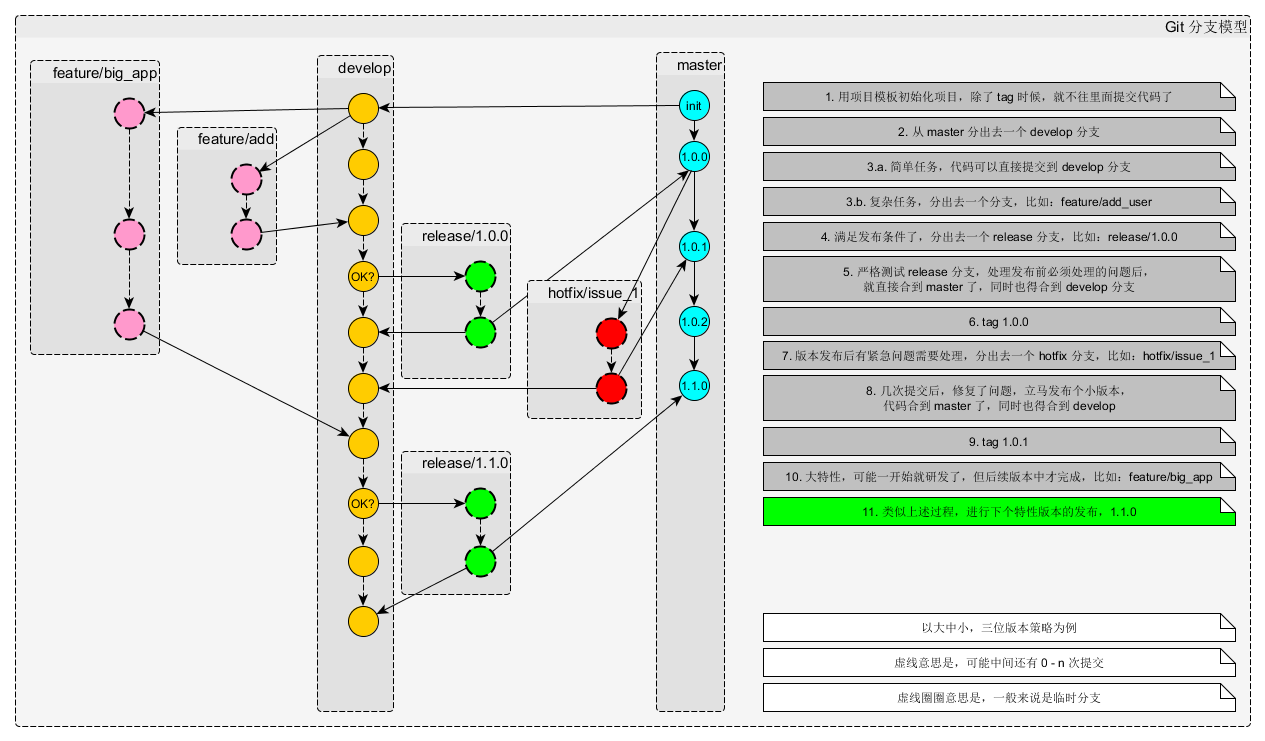 Git 分支模型
feature/big_app
develop
master
feature/add
init
1.0.0
release/1.0.0
1.0.1
OK?
hotfix/issue_1
1.0.2
1.1.0
release/1.1.0
OK?
1. 用项目模板初始化项目，除了 tag 时候，就不往里面提交代码了
2. 从 master 分出去一个 develop 分支
3.a. 简单任务，代码可以直接提交到 develop 分支
3.b. 复杂任务，分出去一个分支，比如：feature/add_user
4. 满足发布条件了，分出去一个 release 分支，比如：release/1.0.0
5. 严格测试 release 分支，处理发布前必须处理的问题后，
就直接合到 master 了，同时也得合到 develop 分支
6. tag 1.0.0
7. 版本发布后有紧急问题需要处理，分出去一个 hotfix 分支，比如：hotfix/issue_1
8. 几次提交后，修复了问题，立马发布个小版本，
代码合到 master 了，同时也得合到 develop
9. tag 1.0.1
10. 大特性，可能一开始就研发了，但后续版本中才完成，比如：feature/big_app
11. 类似上述过程，进行下个特性版本的发布，1.1.0
以大中小，三位版本策略为例
虚线意思是，可能中间还有 0 - n 次提交
虚线圈圈意思是，一般来说是临时分支